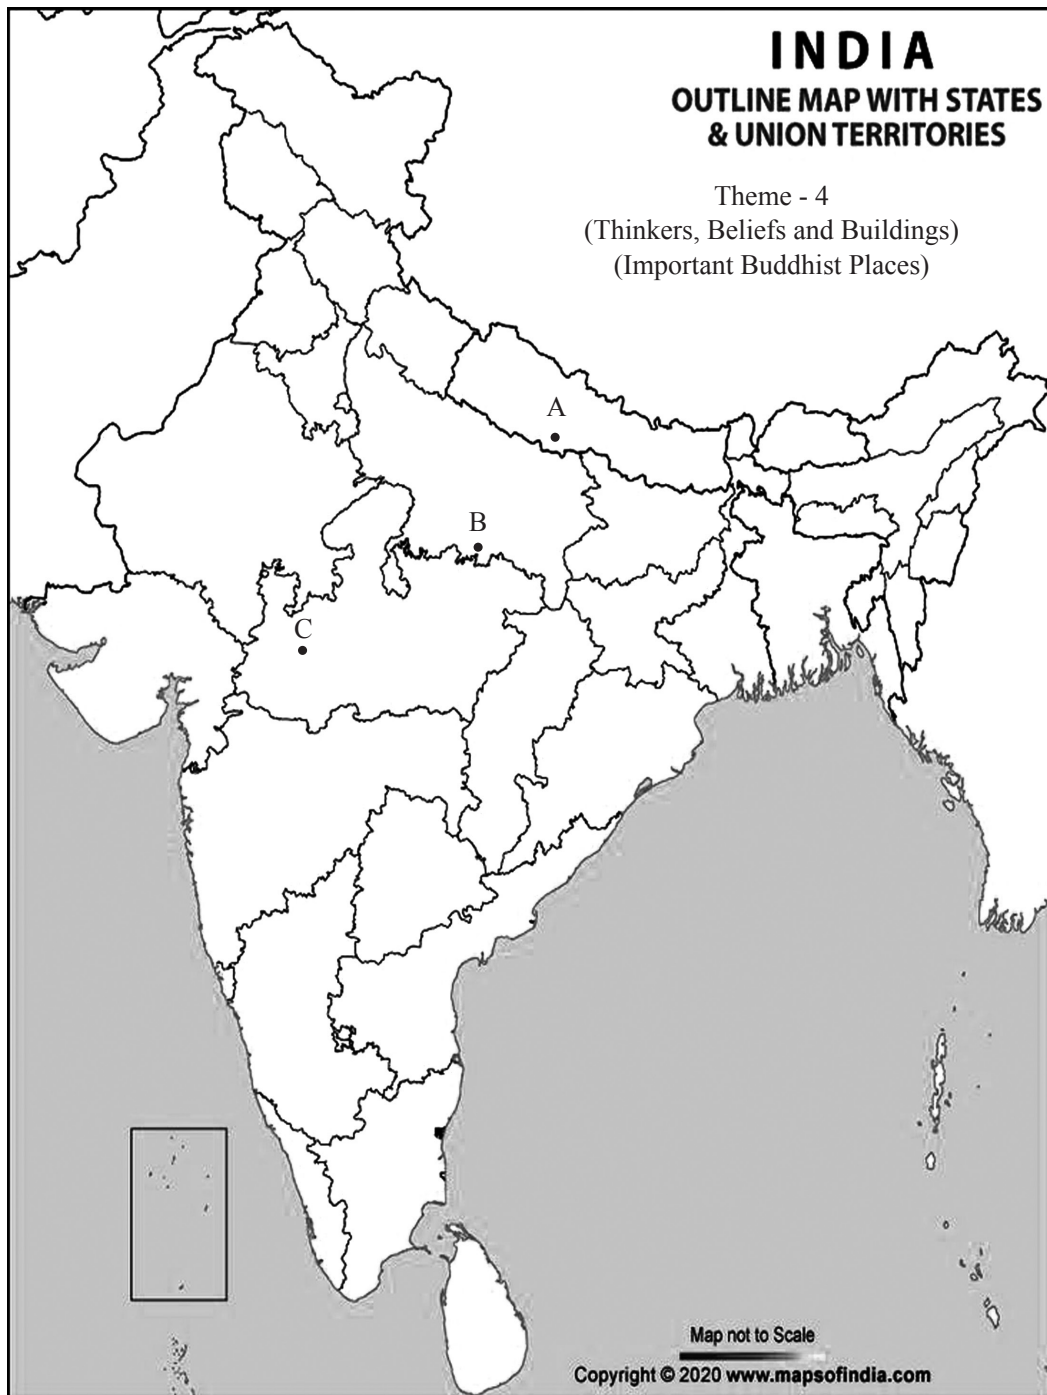 INDIA
OUTLINE MAP WITH STATES
& UNION TERRITORIES
Theme - 4
(Thinkers, Beliefs and Buildings)
(Important Buddhist Places)
A
B
C
Map not to Scale
Copyright © 2020 www.mapsofindia.com